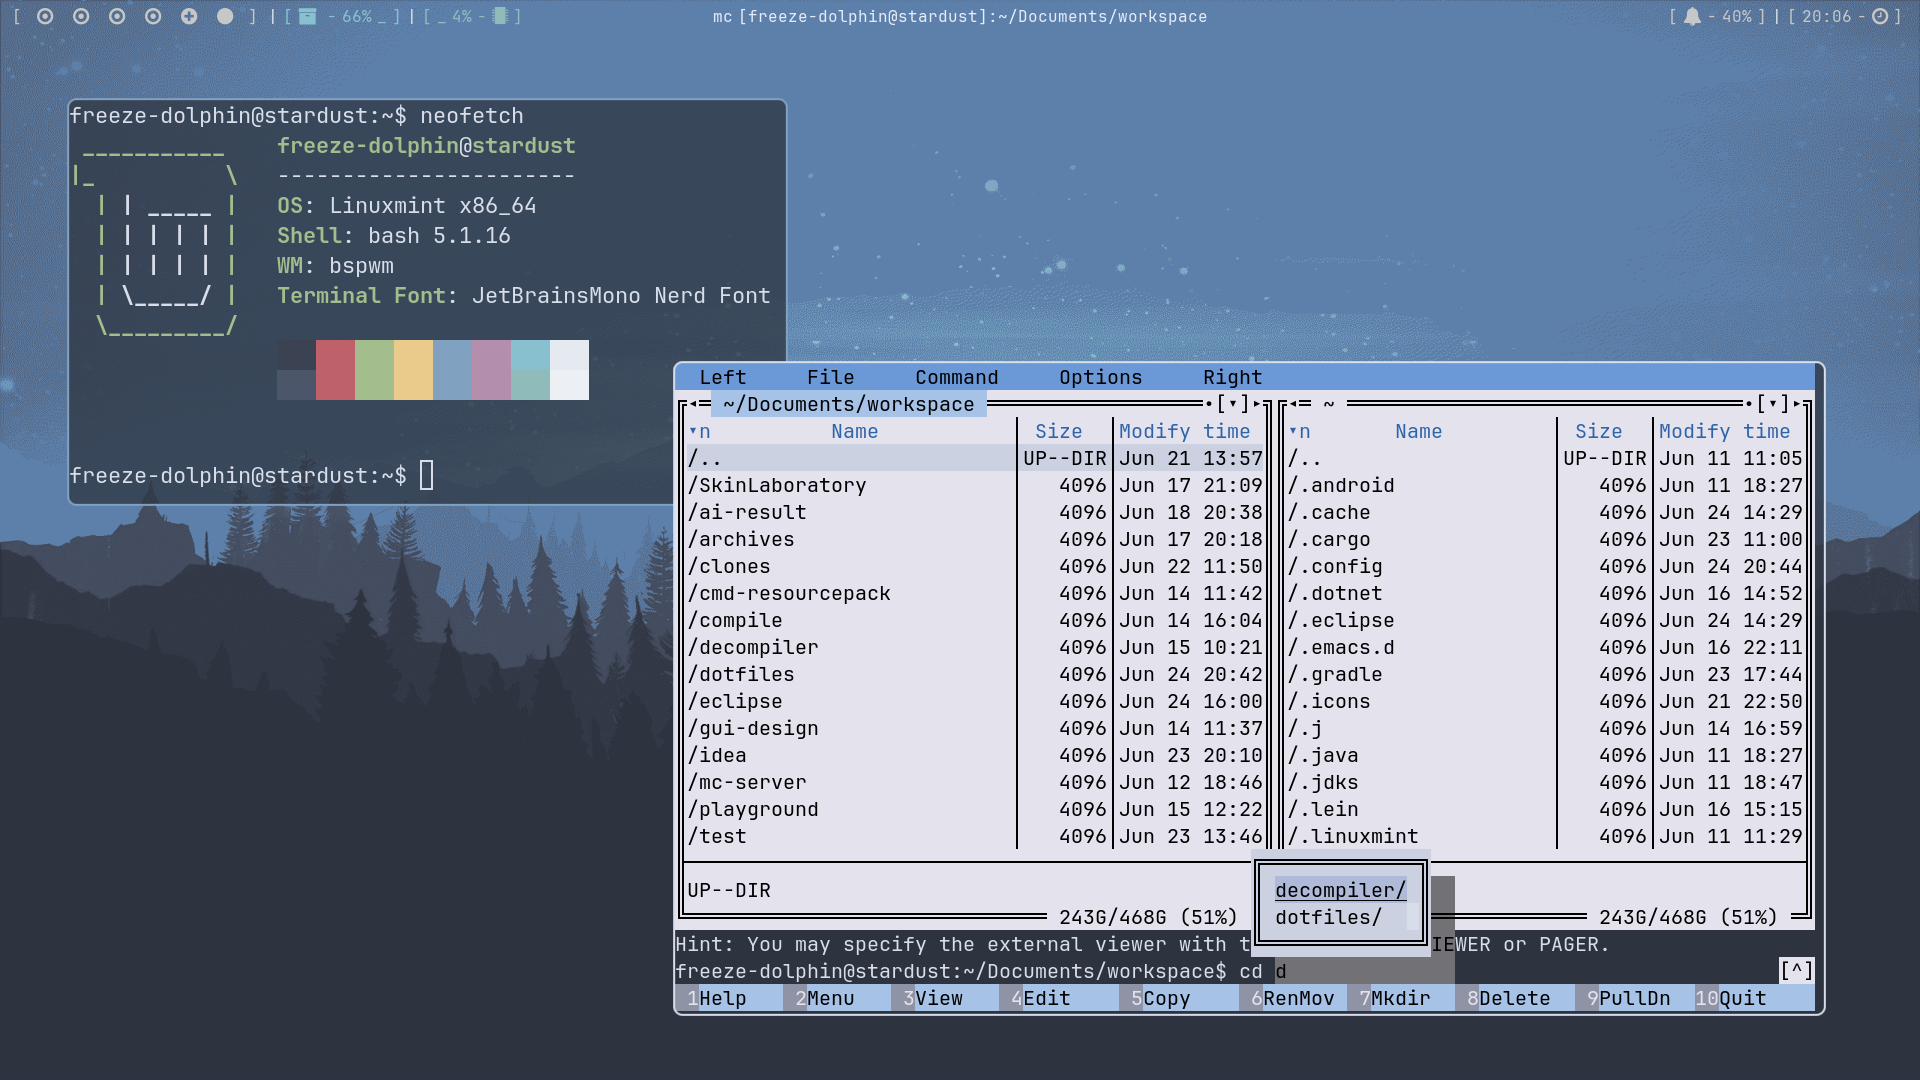 [ ] | [ - 66% _ ] | [ _ 4% - ]
mc [freeze-dolphin@stardust]:~/Documents/workspace
[ - 40% ] | [ 20:06 - ]
freeze-dolphin@stardust:~$ neofetch
freeze-dolphin@stardust
-----------------------
OS: Linuxmint x86_64
Shell: bash 5.1.16
WM: bspwm
Terminal Font: JetBrainsMono Nerd Font
freeze-dolphin@stardust:~$
Left File Command Options Right
~/Documents/workspace •[▾]▸
▾n Name Size Modify time
/.. UP--DIR Jun 21 13:57
/SkinLaboratory 4096 Jun 17 21:09
/ai-result 4096 Jun 18 20:38
/archives 4096 Jun 17 20:18
/clones 4096 Jun 22 11:50
/cmd-resourcepack 4096 Jun 14 11:42
/compile 4096 Jun 14 16:04
/decompiler 4096 Jun 15 10:21
/dotfiles 4096 Jun 24 20:42
/eclipse 4096 Jun 24 16:00
/gui-design 4096 Jun 14 11:37
/idea 4096 Jun 23 20:10
/mc-server 4096 Jun 12 18:46
/playground 4096 Jun 15 12:22
/test 4096 Jun 23 13:46
UP--DIR
243G/468G (51%)
~ •[▾]▸
▾n Name Size Modify time
/.. UP--DIR Jun 11 11:05
/.android 4096 Jun 11 18:27
/.cache 4096 Jun 24 14:29
/.cargo 4096 Jun 23 11:00
/.config 4096 Jun 24 20:44
/.dotnet 4096 Jun 16 14:52
/.eclipse 4096 Jun 24 14:29
/.emacs.d 4096 Jun 16 22:11
/.gradle 4096 Jun 23 17:44
/.icons 4096 Jun 21 22:50
/.j 4096 Jun 14 16:59
/.java 4096 Jun 11 18:27
/.jdks 4096 Jun 11 18:47
/.lein 4096 Jun 16 15:15
/.linuxmint 4096 Jun 11 11:29
243G/468G (51%)
decompiler/
dotfiles/
Hint: You may specify the external viewer with t IEWER or PAGER.
freeze-dolphin@stardust:~/Documents/workspace$ cd d [^]
1Help 2Menu 3View 4Edit 5Copy 6RenMov 7Mkdir 8Delete 9PullDn 10Quit